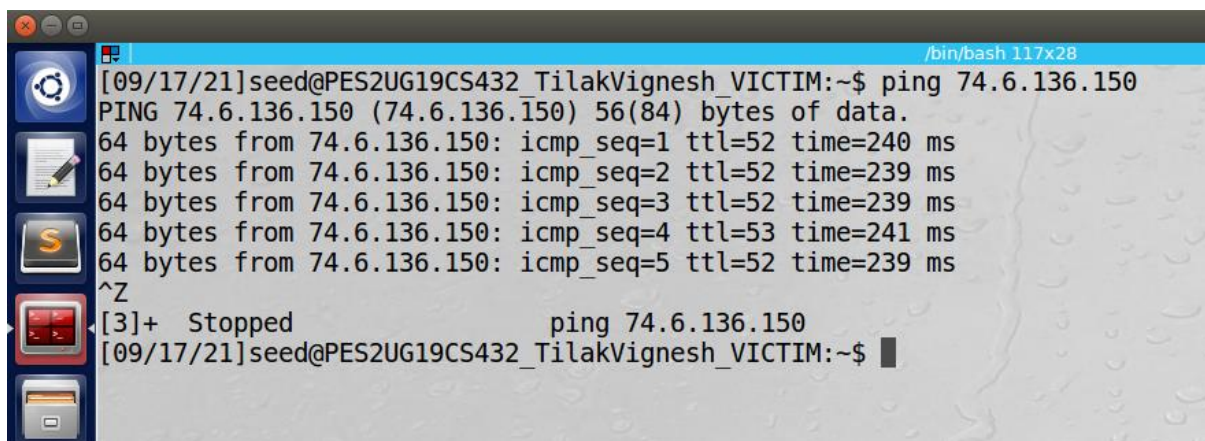 /bin/bash 117x28
[09/17/21]seed@PES2UG19CS432_TilakVignesh_VICTIM:~$ ping 74.6.136.150
PING 74.6.136.150 (74.6.136.150) 56(84) bytes of data.
64 bytes from 74.6.136.150: icmp_seq=1 ttl=52 time=240 ms
64 bytes from 74.6.136.150: icmp_seq=2 ttl=52 time=239 ms
64 bytes from 74.6.136.150: icmp_seq=3 ttl=52 time=239 ms
64 bytes from 74.6.136.150: icmp_seq=4 ttl=53 time=241 ms
64 bytes from 74.6.136.150: icmp_seq=5 ttl=52 time=239 ms
^Z
[3]+  Stopped                 ping 74.6.136.150
[09/17/21]seed@PES2UG19CS432_TilakVignesh_VICTIM:~$